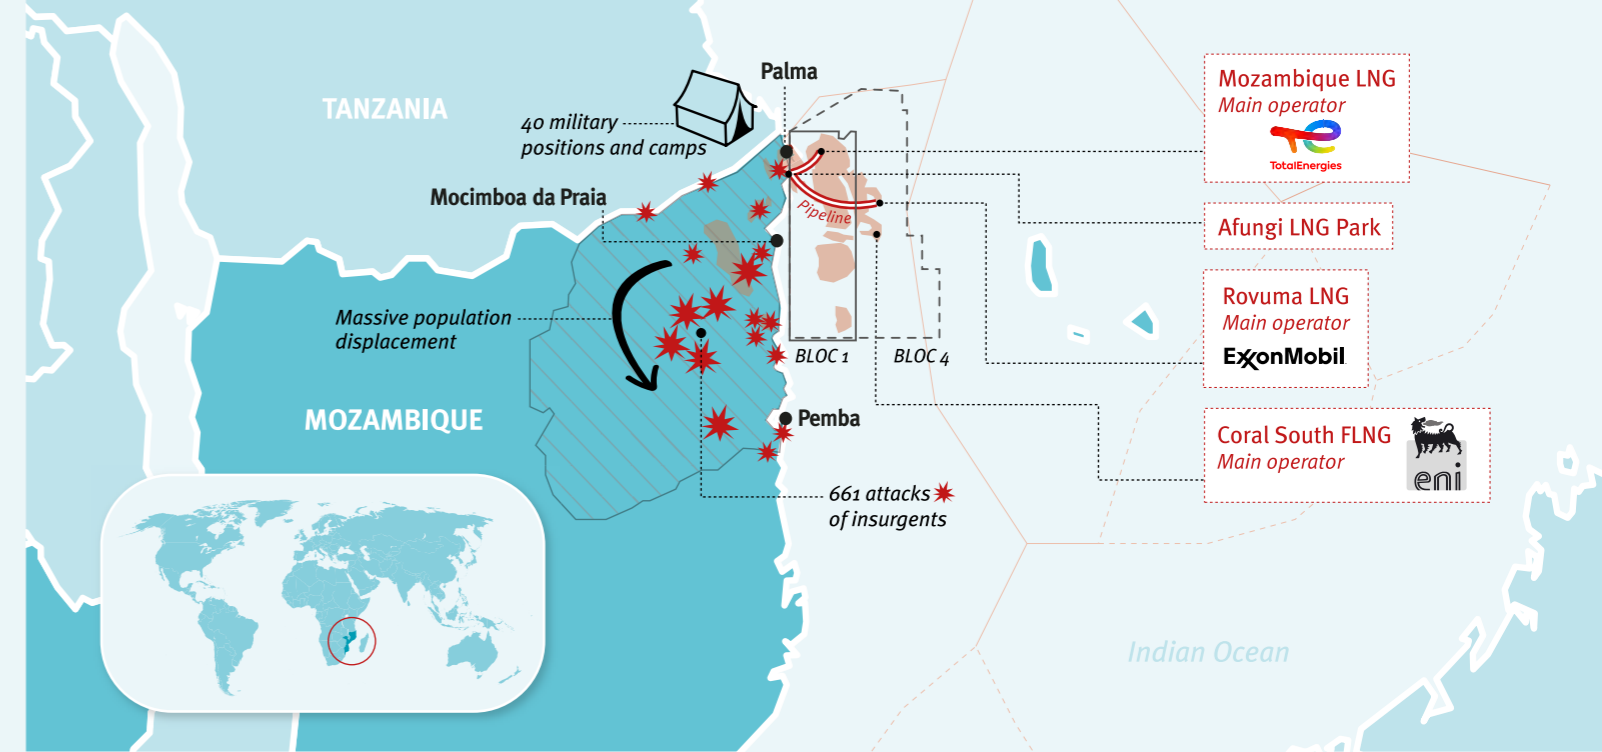 TANZANIA
Palma
40 military
positions and camps
Mocimboa da Praia
Pipeline
Massive population
displacement
BLOC 1
BLOC 4
MOZAMBIQUE
Pemba
661 attacks
of insurgents
Indian Ocean
Mozambique LNG
Main operator
TotalEnergies
Afungi LNG Park
Rovuma LNG
Main operator
ExxonMobil
Coral South FLNG
Main operator
eni